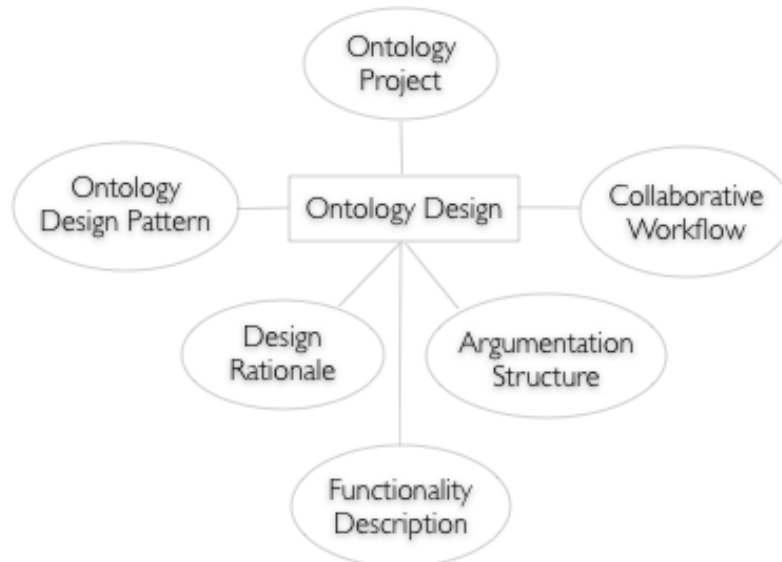 Ontology
Project
Ontology
Design Pattern
Ontology Design
Collaborative
Workflow
Design
Rationale
Argumentation
Structure
Functionality
Description